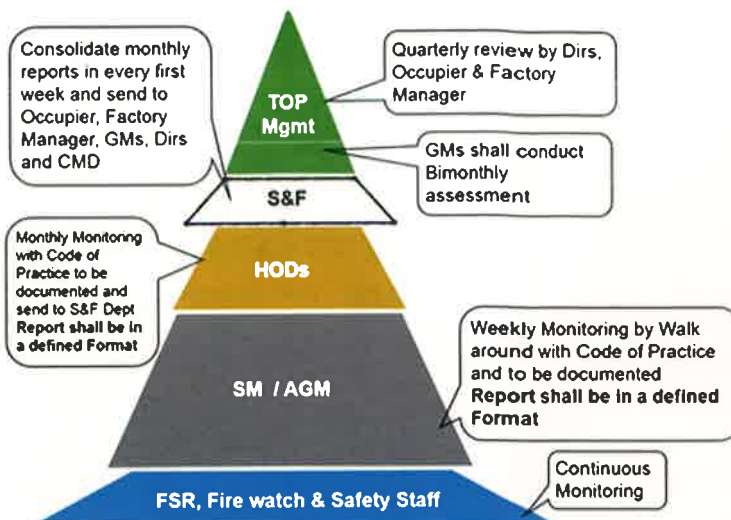 Consolidate monthly
reports in every first
week and send to
Occupier, Factory
Manager, GMs, Dirs
and CMD
Quarterly review by Dirs,
Occupier & Factory
Manager
TOP
Mgmt
GMs shall conduct
Bimonthly
assessment
S&F
Monthly Monitoring
with Code of
Practice to be
documented and
send to S&F Dept
Report shall be in
a defined Format
HODs
Weekly Monitoring by Walk
around with Code of Practice
and to be documented
Report shall be in a defined
Format
SM / AGM
Continuous
Monitoring
FSR, Fire watch & Safety Staff